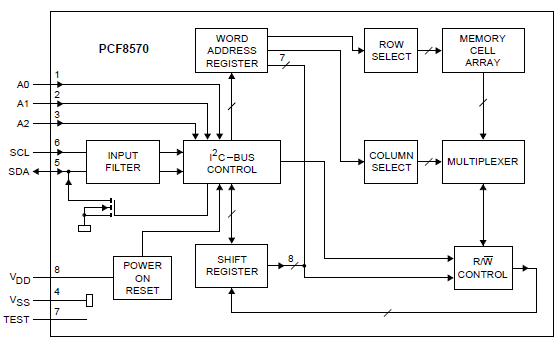 PCF8570
WORD
ADDRESS
REGISTER
7
ROW
SELECT
MEMORY
CELL
ARRAY
A0
1
A1
2
A2
3
SCL
6
SDA
5
INPUT
FILTER
I²C–BUS
CONTROL
COLUMN
SELECT
MULTIPLEXER
VDD
8
POWER
ON
RESET
SHIFT
REGISTER
8
R/W̅
CONTROL
VSS
4
TEST
7